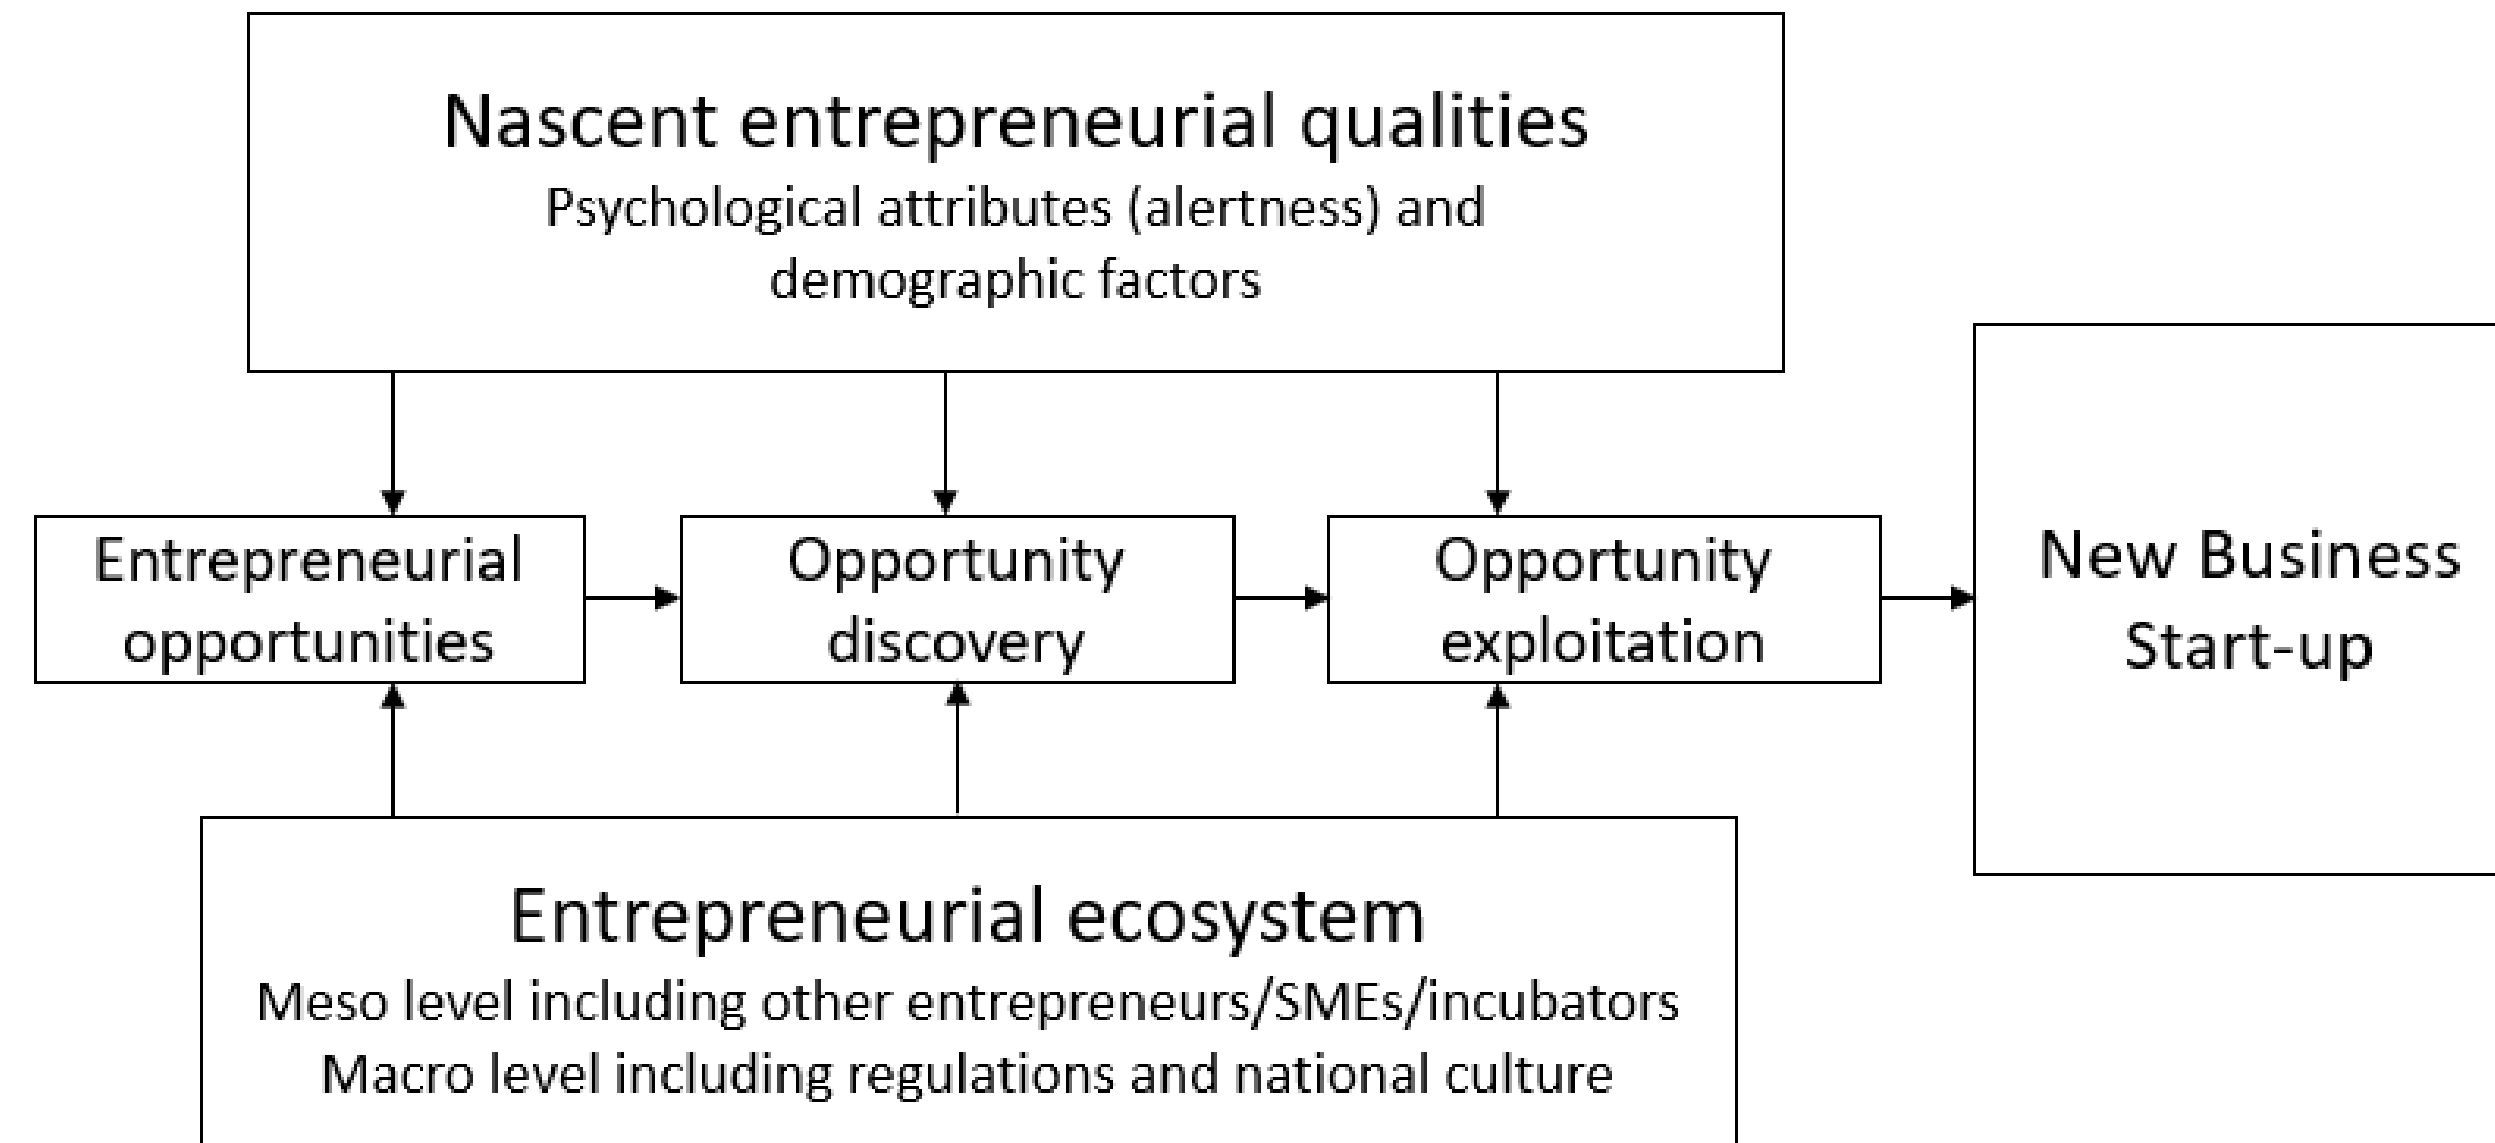 Nascent entrepreneurial qualities
Psychological attributes (alertness) and
demographic factors
Entrepreneurial
opportunities
Opportunity
discovery
Opportunity
exploitation
New Business
Start-up
Entrepreneurial ecosystem
Meso level including other entrepreneurs/SMEs/incubators
Macro level including regulations and national culture